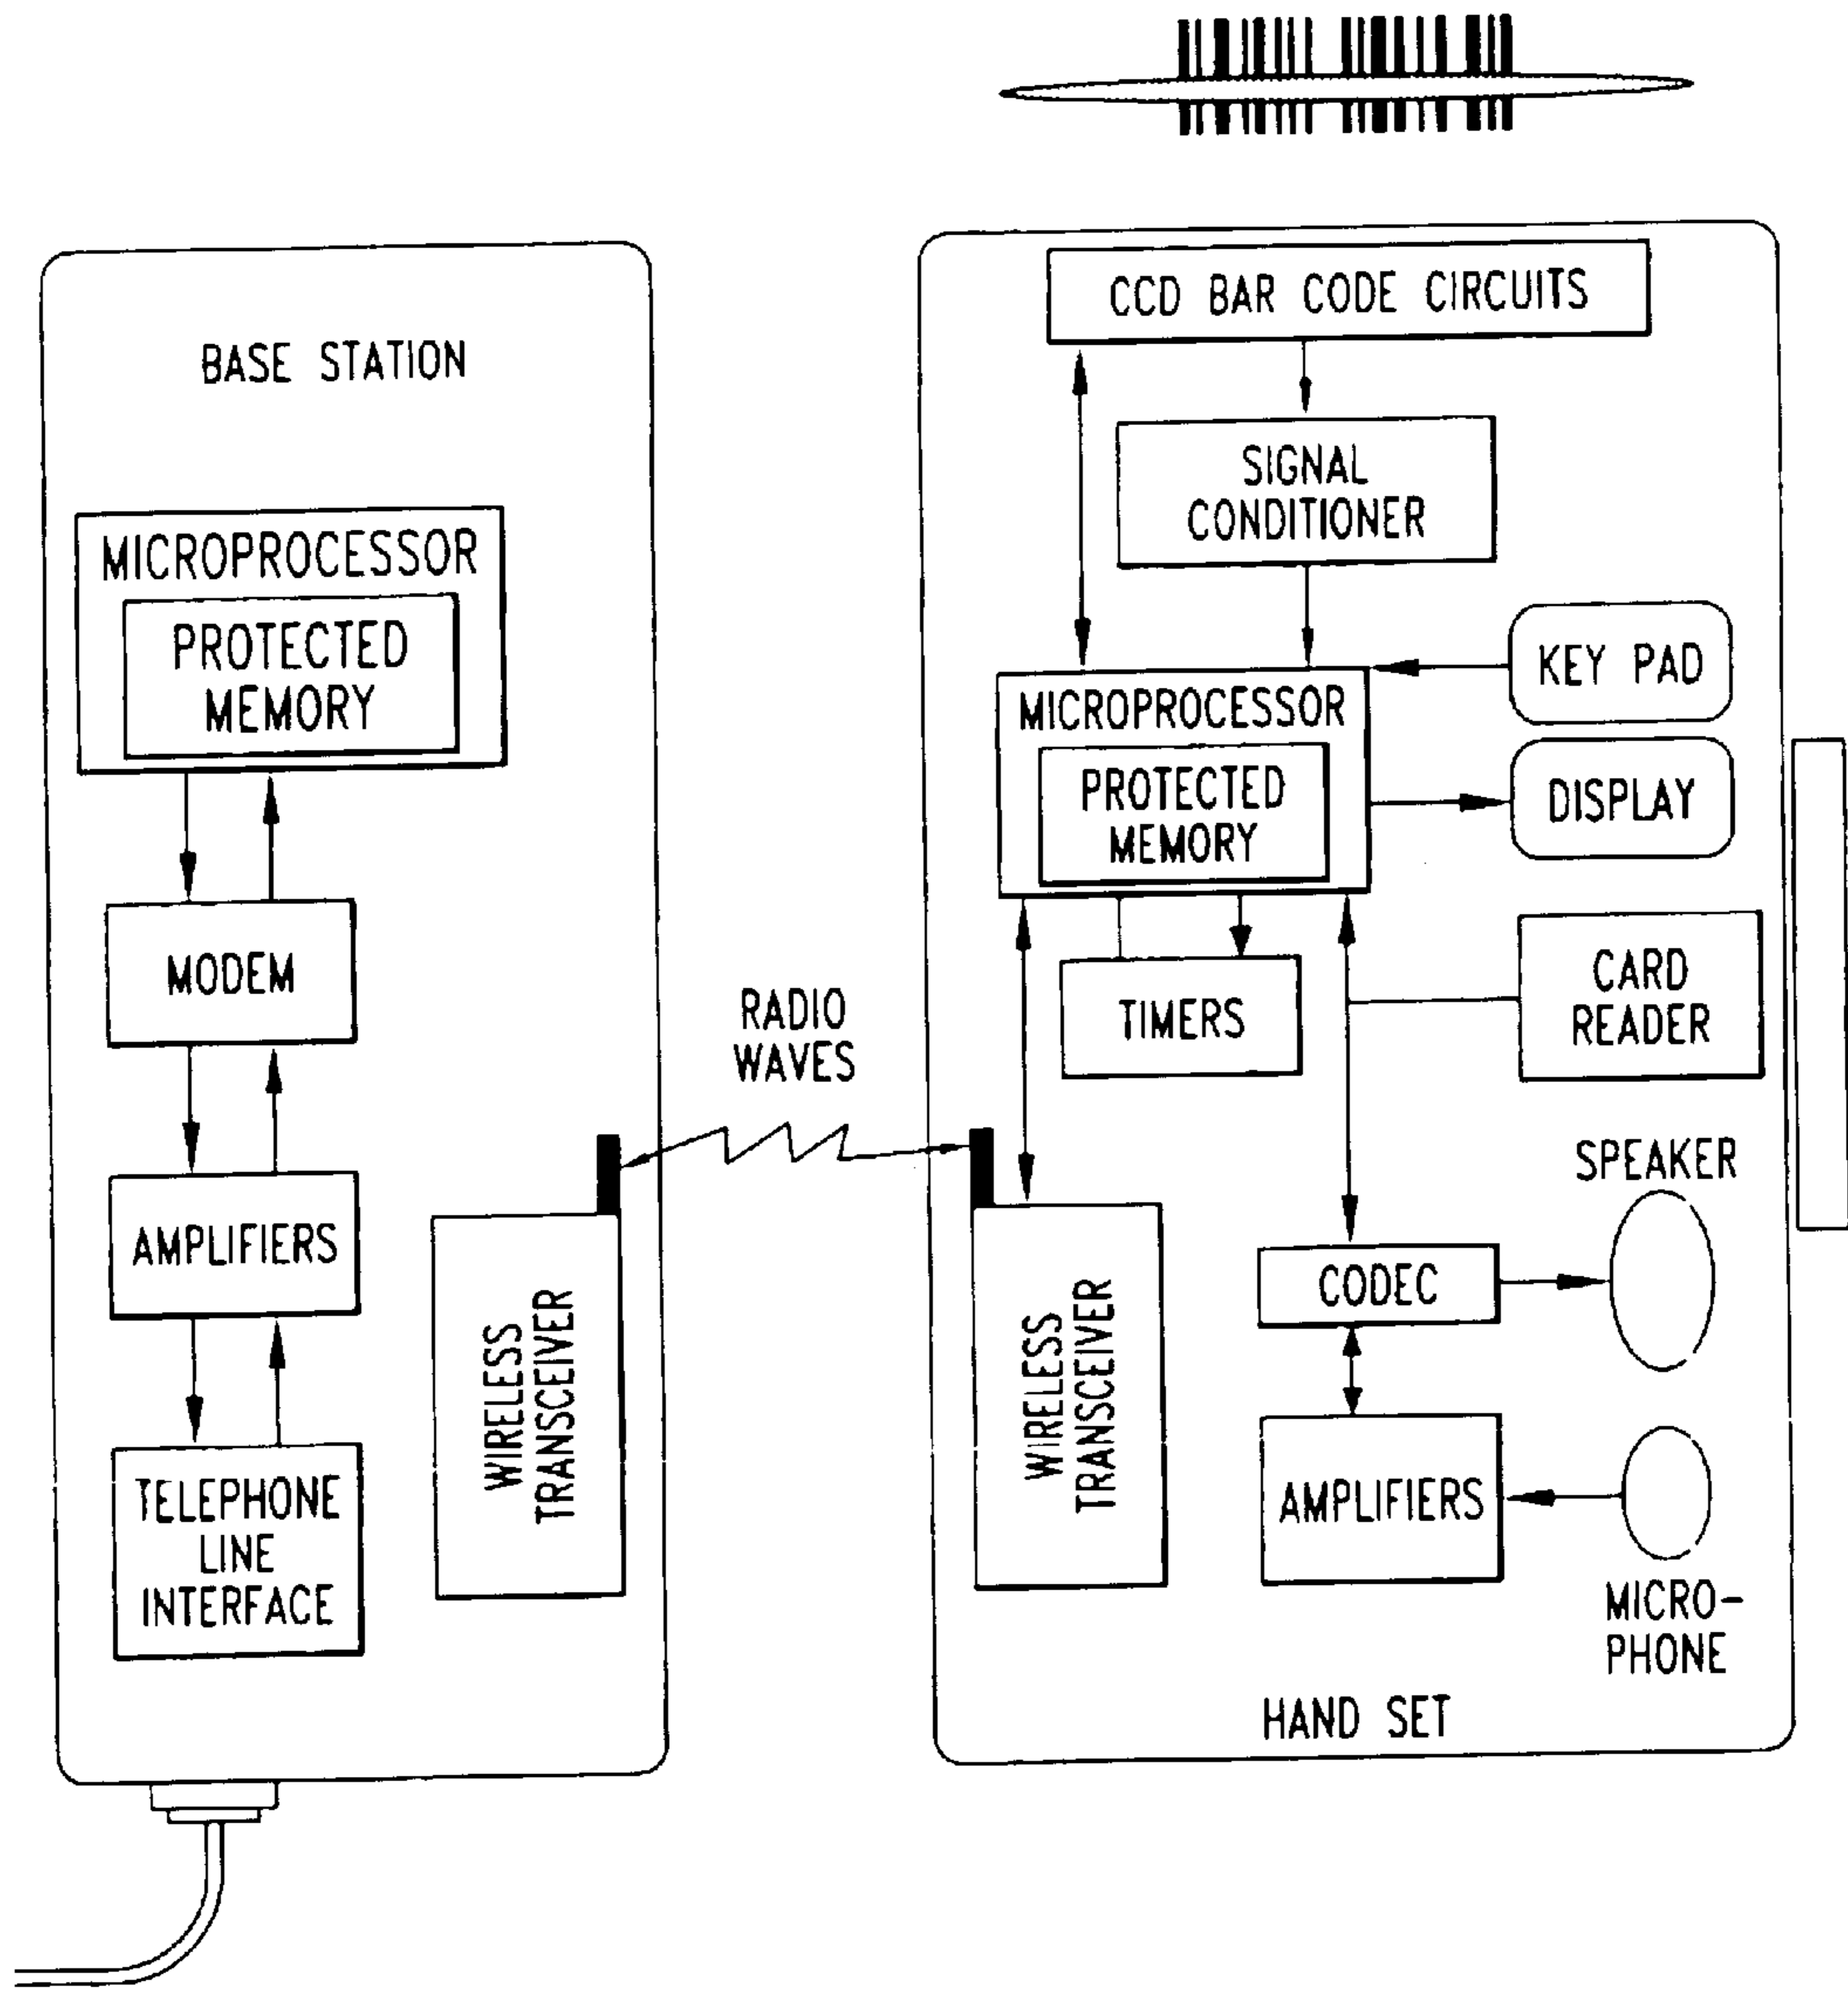 BASE STATION
MICROPROCESSOR
PROTECTED
MEMORY
MODEM
AMPLIFIERS
TELEPHONE
LINE
INTERFACE
WIRELESS
TRANSCEIVER
RADIO
WAVES
CCD BAR CODE CIRCUITS
SIGNAL
CONDITIONER
KEY PAD
MICROPROCESSOR
PROTECTED
MEMORY
DISPLAY
TIMERS
CARD
READER
SPEAKER
CODEC
WIRELESS
TRANSCEIVER
AMPLIFIERS
MICRO-
PHONE
HAND SET